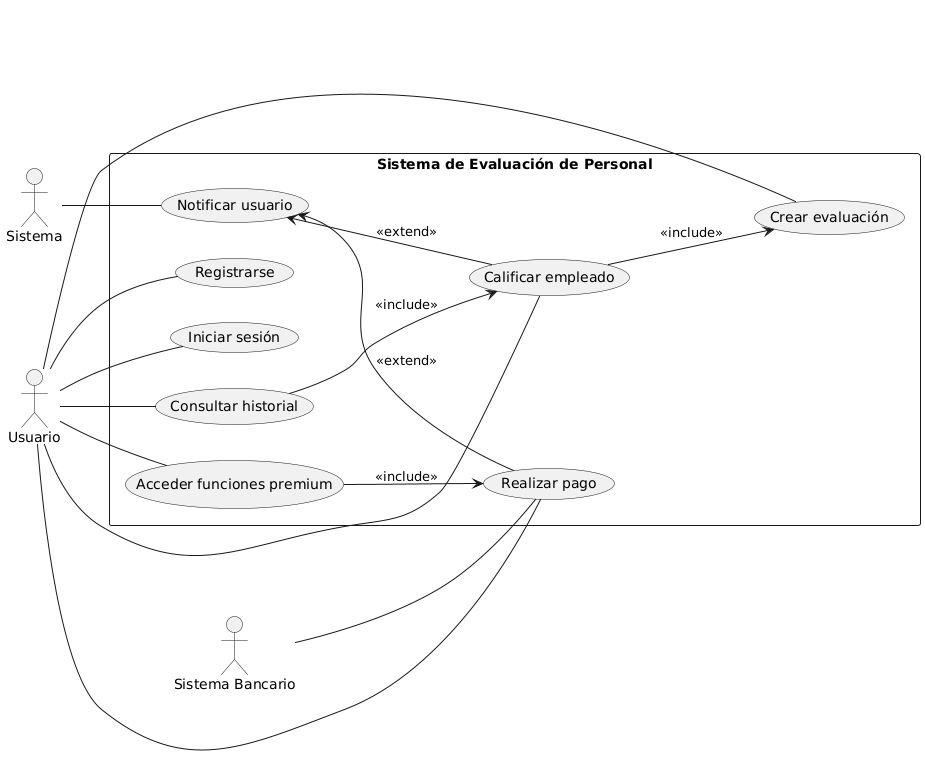 Sistema de Evaluación de Personal
Sistema
Notificar usuario
«extend»
«include»
Crear evaluación
Registrarse
Calificar empleado
«include»
Iniciar sesión
«extend»
Consultar historial
Usuario
Acceder funciones premium
«include»
Realizar pago
Sistema Bancario